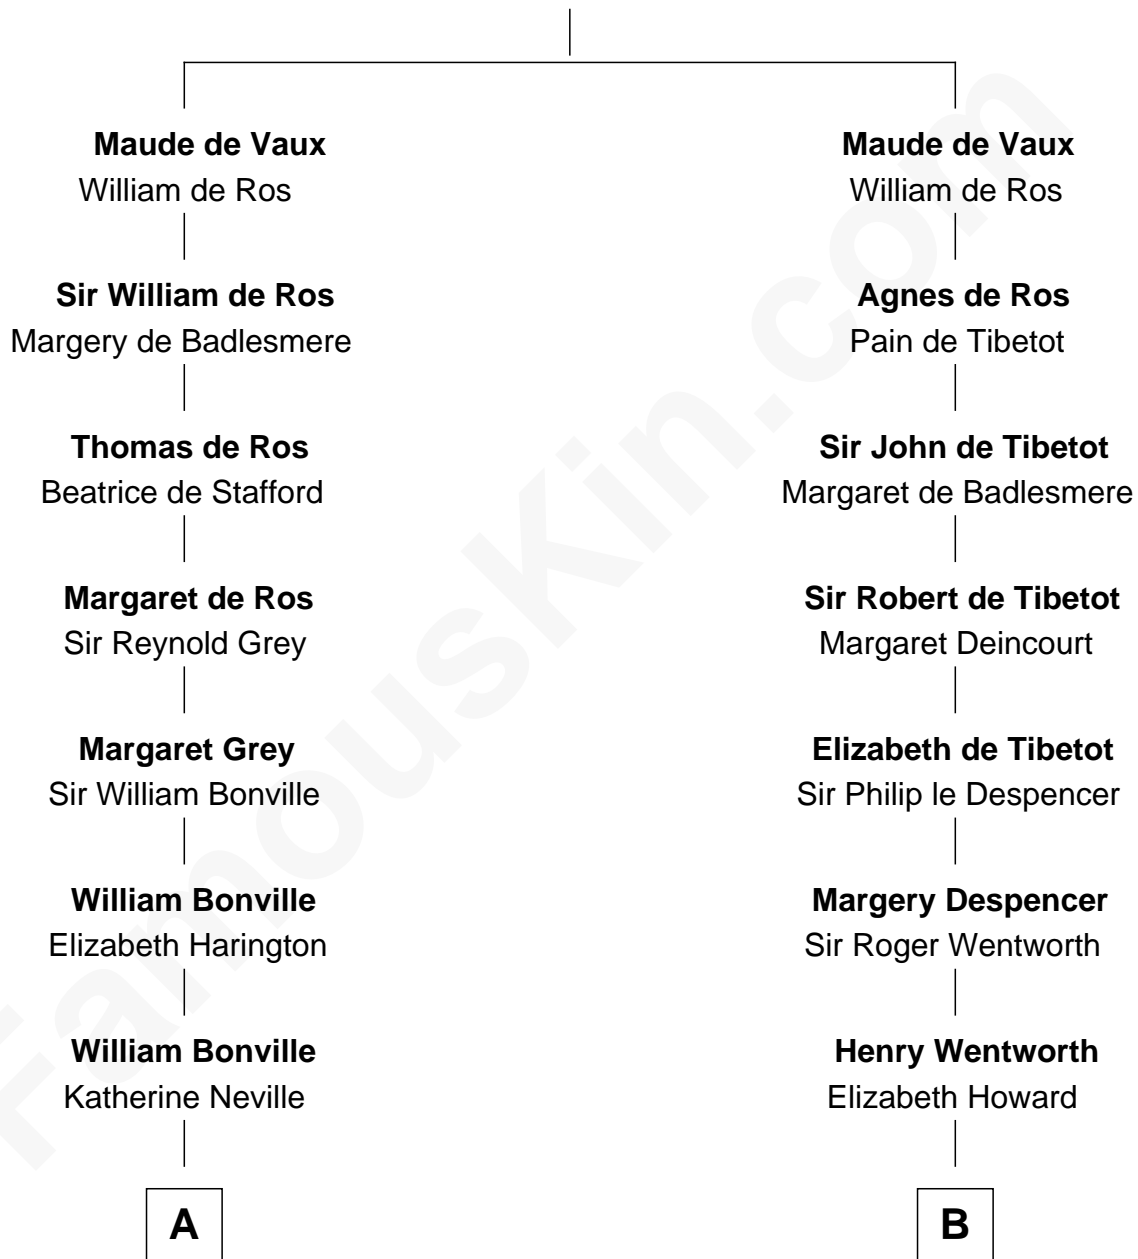 Maude de Vaux
William de Ros
Sir William de Ros
Margery de Badlesmere
Thomas de Ros
Beatrice de Stafford
Margaret de Ros
Sir Reynold Grey
Margaret Grey
Sir William Bonville
William Bonville
Elizabeth Harington
William Bonville
Katherine Neville
A
Maude de Vaux
William de Ros
Agnes de Ros
Pain de Tibetot
Sir John de Tibetot
Margaret de Badlesmere
Sir Robert de Tibetot
Margaret Deincourt
Elizabeth de Tibetot
Sir Philip le Despencer
Margery Despencer
Sir Roger Wentworth
Henry Wentworth
Elizabeth Howard
B
FamousKin.com